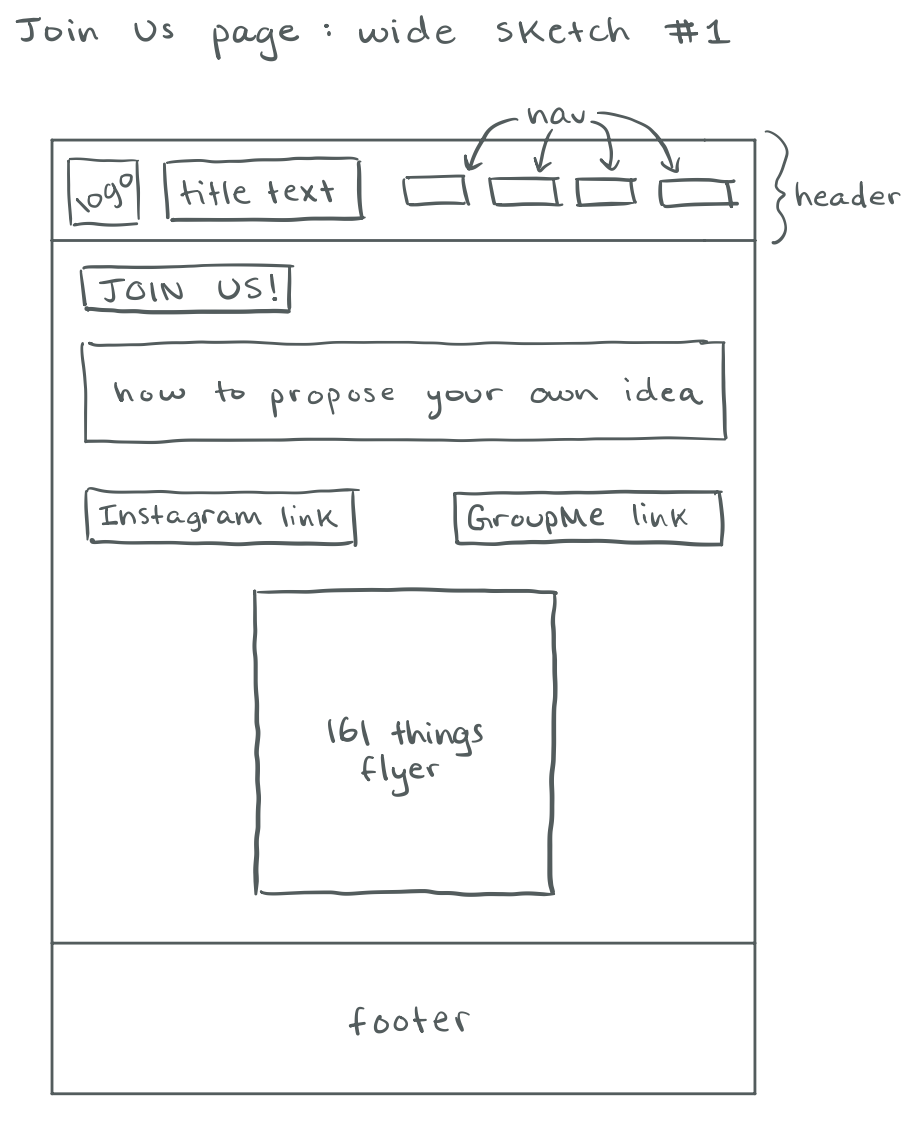 Join Us page: wide sketch #1
nav
logo
title text
header
JOIN US!
how to propose your own idea
Instagram link
GroupMe link
161 things
flyer
footer